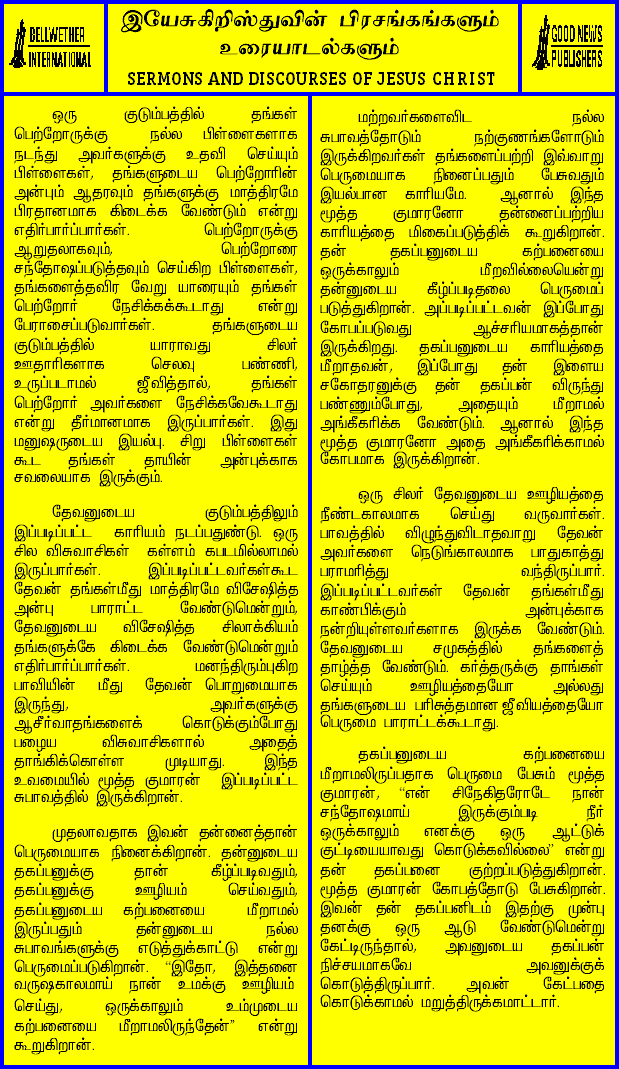 BELLWETHER
INTERNATIONAL
இயேசுகிறிஸ்துவின் பிரசங்கங்களும்
உரையாடல்களும்
SERMONS AND DISCOURSES OF JESUS CHRIST
GOOD NEWS
PUBLISHERS
ஒரு குடும்பத்தில் தங்கள்
பெற்றோருக்கு நல்ல பிள்ளைகளாக
நடந்து அவர்களுக்கு உதவி செய்யும்
பிள்ளைகள், தங்களுடைய பெற்றோரின்
அன்பும் ஆதரவும் தங்களுக்கு மாத்திரமே
பிரதானமாக கிடைக்க வேண்டும் என்று
எதிர்பார்ப்பார்கள். பெற்றோருக்கு
ஆறுதலாகவும், பெற்றோரை
சந்தோஷப்படுத்தவும் செய்கிற பிள்ளைகள்,
தங்களைத்தவிர வேறு யாரையும் தங்கள்
பெற்றோர் நேசிக்கக்கூடாது என்று
பேராசைப்படுவார்கள். தங்களுடைய
குடும்பத்தில் யாராவது சிலர்
ஊதாரிகளாக செலவு பண்ணி,
உருப்படாமல் ஜீவித்தால், தங்கள்
பெற்றோர் அவர்களை நேசிக்கவேகூடாது
என்று தீர்மானமாக இருப்பார்கள். இது
மனுஷருடைய இயல்பு. சிறு பிள்ளைகள்
கூட தங்கள் தாயின் அன்புக்காக
சவலையாக இருக்கும்.
தேவனுடைய குடும்பத்திலும்
இப்படிப்பட்ட காரியம் நடப்பதுண்டு. ஒரு
சில விசுவாசிகள் கள்ளம் கபடமில்லாமல்
இருப்பார்கள். இப்படிப்பட்டவர்கள்கூட
தேவன் தங்கள்மீது மாத்திரமே விசேஷித்த
அன்பு பாராட்ட வேண்டுமென்றும்,
தேவனுடைய விசேஷித்த சிலாக்கியம்
தங்களுக்கே கிடைக்க வேண்டுமென்றும்
எதிர்பார்ப்பார்கள். மனந்திரும்புகிற
பாவியின் மீது தேவன் பொறுமையாக
இருந்து, அவர்களுக்கு
ஆசீர்வாதங்களைக் கொடுக்கும்போது
பழைய விசுவாசிகளால் அதைத்
தாங்கிக்கொள்ள முடியாது. இந்த
உவமையில் மூத்த குமாரன் இப்படிப்பட்ட
சுபாவத்தில் இருக்கிறான்.
முதலாவதாக இவன் தன்னைத்தான்
பெருமையாக நினைக்கிறான். தன்னுடைய
தகப்பனுக்கு தான் கீழ்ப்படிவதும்,
தகப்பனுக்கு ஊழியம் செய்வதும்,
தகப்பனுடைய கற்பனையை மீறாமல்
இருப்பதும் தன்னுடைய நல்ல
சுபாவங்களுக்கு எடுத்துக்காட்டு என்று
பெருமைப்படுகிறான். “இதோ, இத்தனை
வருஷகாலமாய் நான் உமக்கு ஊழியம்
செய்து, ஒருக்காலும் உம்முடைய
கற்பனையை மீறாமலிருந்தேன்” என்று
கூறுகிறான்.
மற்றவர்களைவிட நல்ல
சுபாவத்தோடும் நற்குணங்களோடும்
இருக்கிறவர்கள் தங்களைப்பற்றி இவ்வாறு
பெருமையாக நினைப்பதும் பேசுவதும்
இயல்பான காரியமே. ஆனால் இந்த
மூத்த குமாரனோ தன்னைப்பற்றிய
காரியத்தை மிகைப்படுத்திக் கூறுகிறான்.
தன் தகப்பனுடைய கற்பனையை
ஒருக்காலும் மீறவில்லையென்று
தன்னுடைய கீழ்ப்படிதலை பெருமைப்
படுத்துகிறான். அப்படிப்பட்டவன் இப்போது
கோபப்படுவது ஆச்சரியமாகத்தான்
இருக்கிறது. தகப்பனுடைய காரியத்தை
மீறாதவன், இப்போது தன் இளைய
சகோதரனுக்கு தன் தகப்பன் விருந்து
பண்ணும்போது, அதையும் மீறாமல்
அங்கீகரிக்க வேண்டும். ஆனால் இந்த
மூத்த குமாரனோ அதை அங்கீகரிக்காமல்
கோபமாக இருக்கிறான்.
ஒரு சிலர் தேவனுடைய ஊழியத்தை
நீண்டகாலமாக செய்து வருவார்கள்.
பாவத்தில் விழுந்துவிடாதவாறு தேவன்
அவர்களை நெடுங்காலமாக பாதுகாத்து
பராமரித்து வந்திருப்பார்.
இப்படிப்பட்டவர்கள் தேவன் தங்கள்மீது
காண்பிக்கும் அன்புக்காக
நன்றியுள்ளவர்களாக இருக்க வேண்டும்.
தேவனுடைய சமுகத்தில் தங்களைத்
தாழ்த்த வேண்டும். கர்த்தருக்கு தாங்கள்
செய்யும் ஊழியத்தையோ அல்லது
தங்களுடைய பரிசுத்தமான ஜீவியத்தையோ
பெருமை பாராட்டக்கூடாது.
தகப்பனுடைய கற்பனையை
மீறாமலிருப்பதாக பெருமை பேசும் மூத்த
குமாரன், “என் சிநேகிதரோடே நான்
சந்தோஷமாய் இருக்கும்படி நீர்
ஒருக்காலும் எனக்கு ஒரு ஆட்டுக்
குட்டியையாவது கொடுக்கவில்லை” என்று
தன் தகப்பனை குற்றப்படுத்துகிறான்.
மூத்த குமாரன் கோபத்தோடு பேசுகிறான்.
இவன் தன் தகப்பனிடம் இதற்கு முன்பு
தனக்கு ஒரு ஆடு வேண்டுமென்று
கேட்டிருந்தால், அவனுடைய தகப்பன்
நிச்சயமாகவே அவனுக்குக்
கொடுத்திருப்பார். அவன் கேட்பதை
கொடுக்காமல் மறுத்திருக்கமாட்டார்.